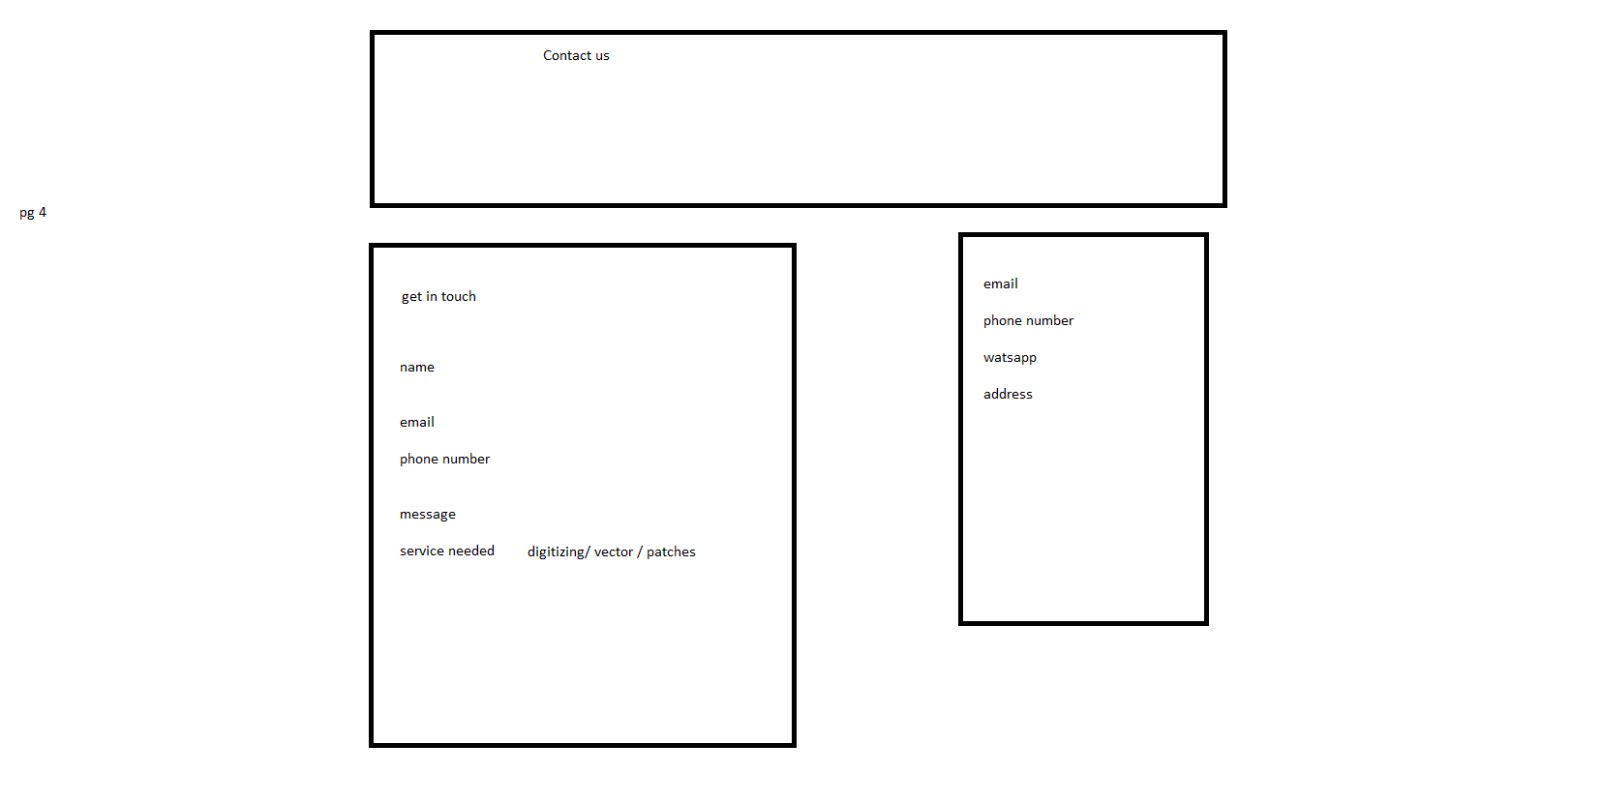 Contact us
pg 4
get in touch
name
email
phone number
message
service needed digitizing/ vector / patches
email
phone number
watsapp
address